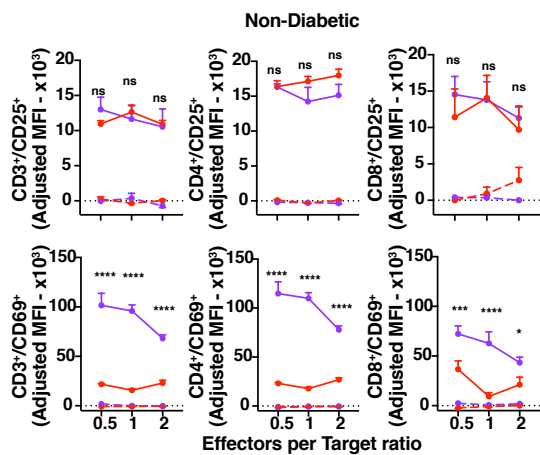 Non-Diabetic
CD3+/CD25+
(Adjusted MFI - x10³)
20
15
10
5
0
ns
ns
ns
CD4+/CD25+
(Adjusted MFI - x10³)
20
15
10
5
0
ns
ns
ns
CD8+/CD25+
(Adjusted MFI - x10³)
20
15
10
5
0
ns
ns
ns
CD3+/CD69+
(Adjusted MFI - x10³)
150
100
50
0
****
****
****
0.5 1 2
CD4+/CD69+
(Adjusted MFI - x10³)
150
100
50
0
****
****
****
0.5 1 2
CD8+/CD69+
(Adjusted MFI - x10³)
150
100
50
0
***
****
*
0.5 1 2
Effectors per Target ratio